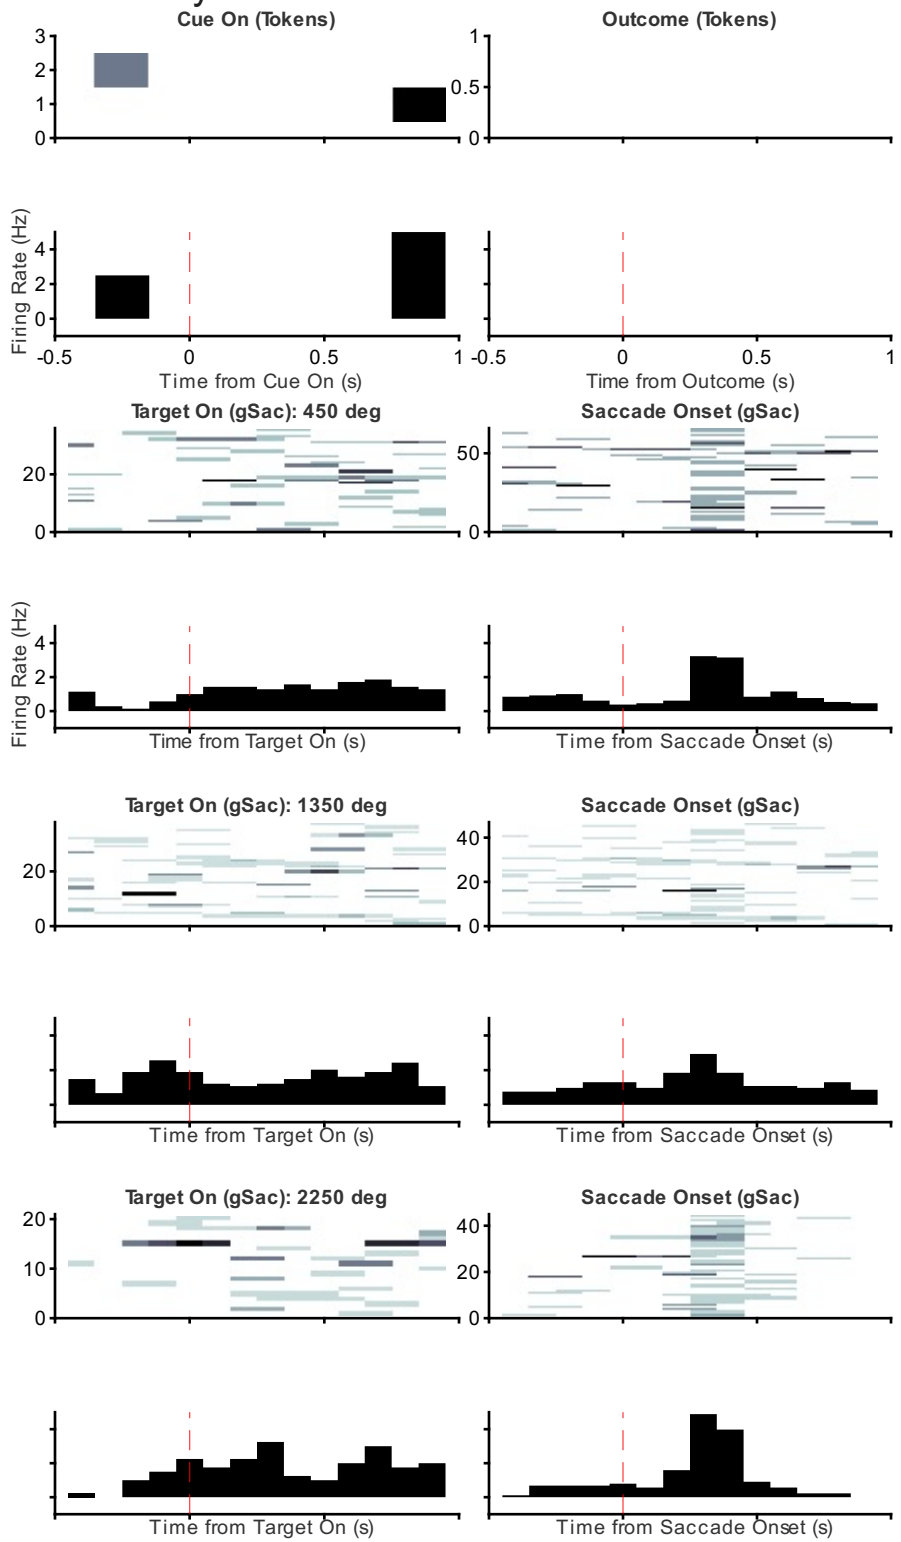 Cue On (Tokens) Outcome (Tokens)
3 1
2
1 0.5
0 0
Firing Rate (Hz)
4
2
0
-0.5 0 0.5 1 -0.5 0 0.5 1
Time from Cue On (s) Time from Outcome (s)
Target On (gSac): 450 deg Saccade Onset (gSac)
20 50
0 0
Firing Rate (Hz)
4
2
0
Time from Target On (s) Time from Saccade Onset (s)
Target On (gSac): 1350 deg Saccade Onset (gSac)
40
20 20
0 0
Time from Target On (s) Time from Saccade Onset (s)
Target On (gSac): 2250 deg Saccade Onset (gSac)
20 40
10 20
0 0
Time from Target On (s) Time from Saccade Onset (s)